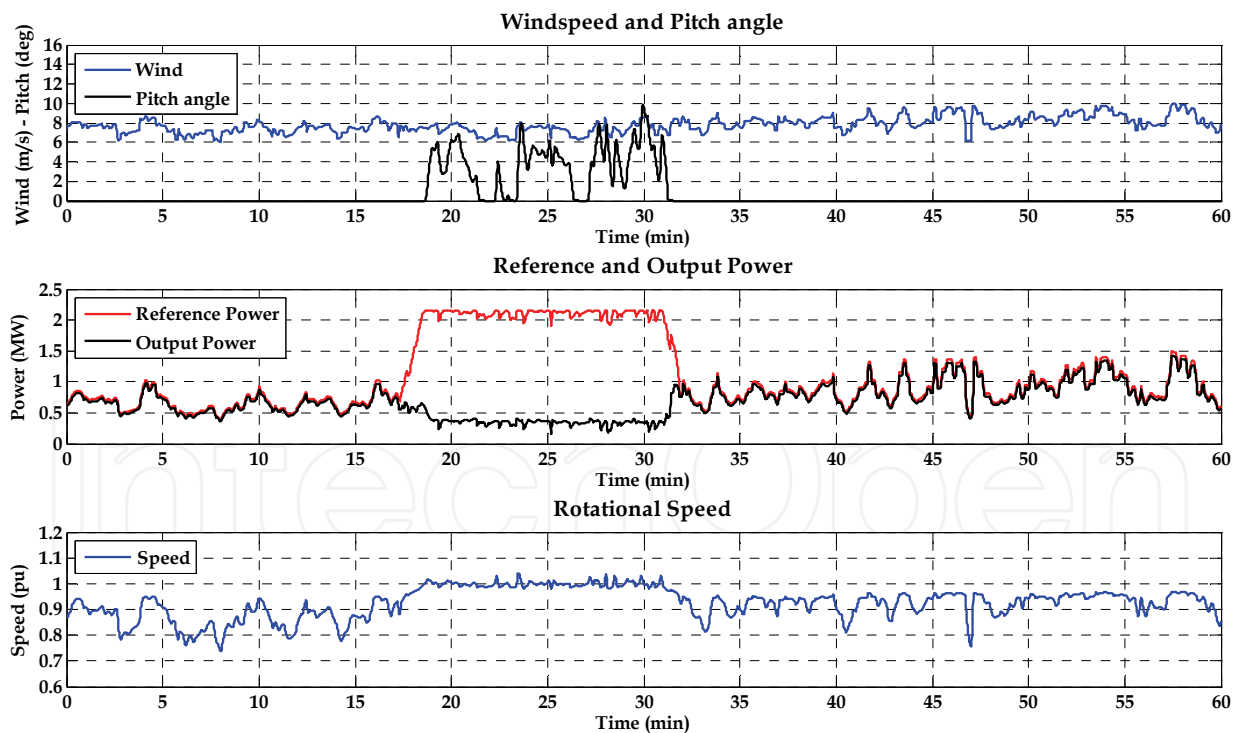 Windspeed and Pitch angle
Wind (m/s) - Pitch (deg)
16
14
12
10
8
6
4
2
0
Wind
Pitch angle
0 5 10 15 20 25 30 35 40 45 50 55 60
Time (min)
Reference and Output Power
Power (MW)
2.5
2
1.5
1
0.5
0
Reference Power
Output Power
0 5 10 15 20 25 30 35 40 45 50 55 60
Time (min)
IntechOpen
Rotational Speed
Speed (pu)
1.2
1.1
1
0.9
0.8
0.7
0.6
Speed
0 5 10 15 20 25 30 35 40 45 50 55 60
Time (min)